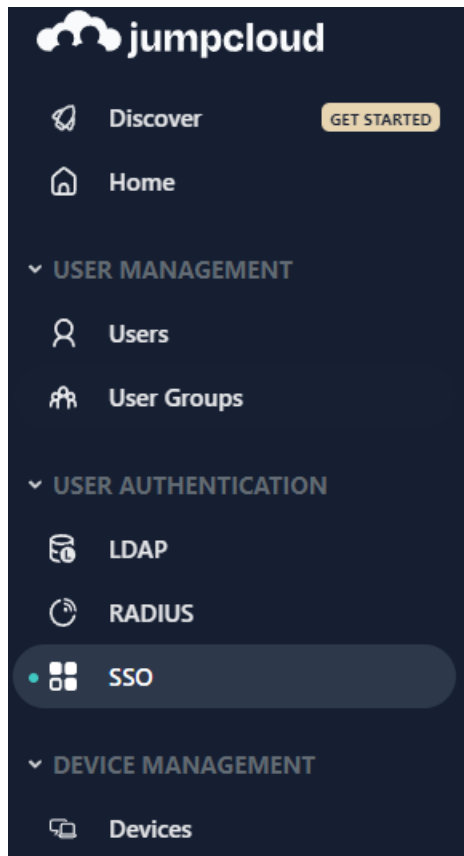 jumpcloud
Discover GET STARTED
Home
USER MANAGEMENT
Users
User Groups
USER AUTHENTICATION
LDAP
RADIUS
SSO
DEVICE MANAGEMENT
Devices